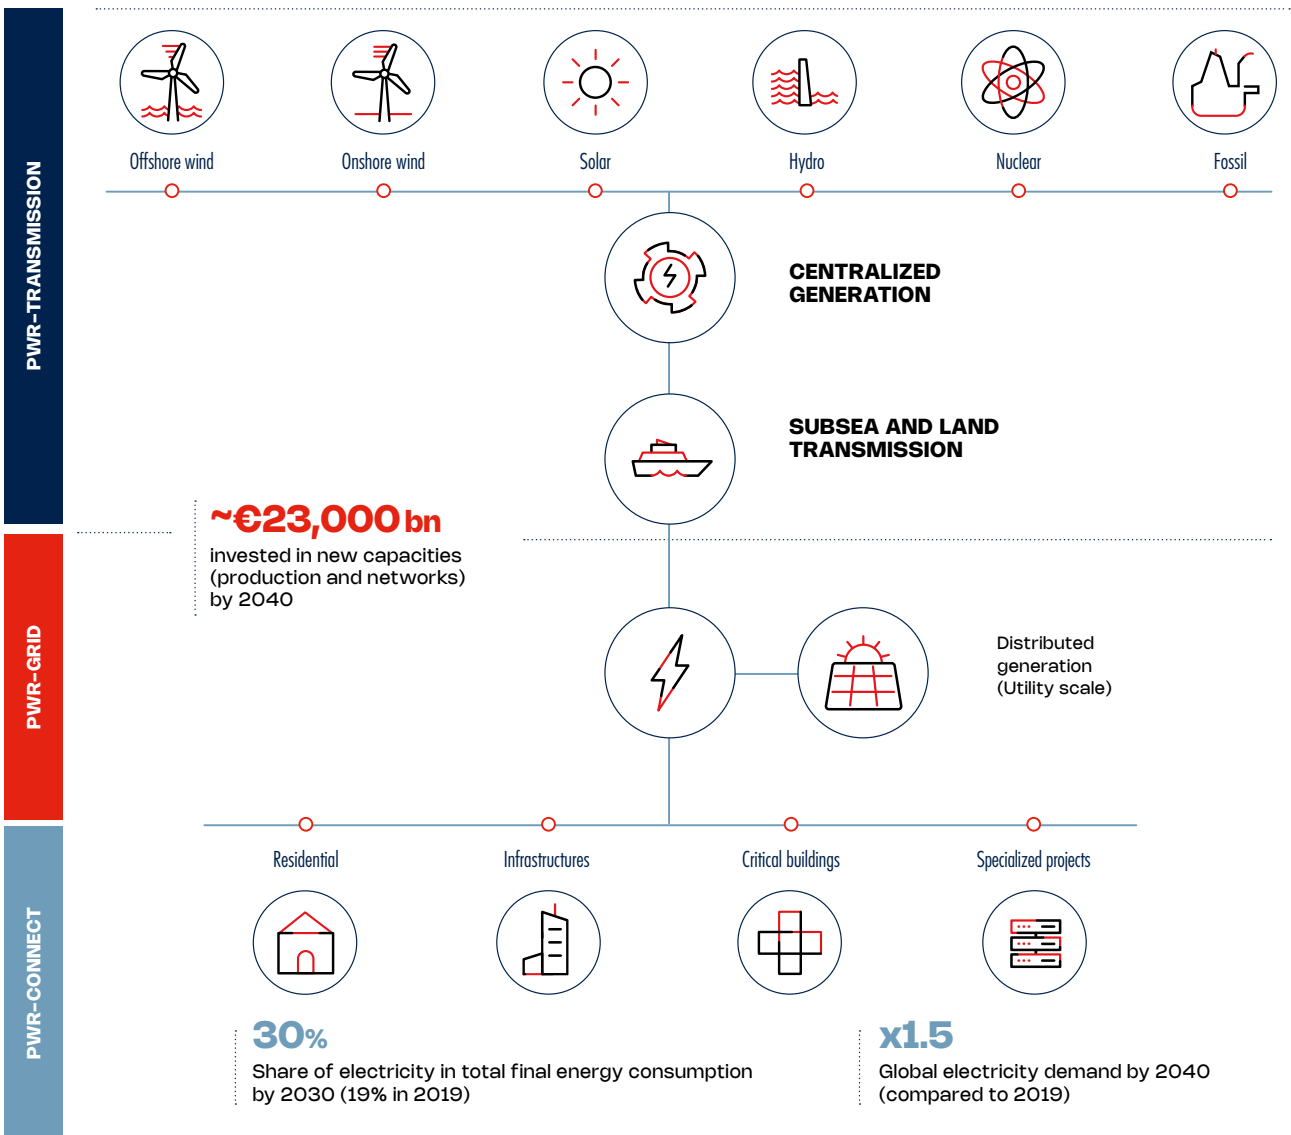 PWR-TRANSMISSION
Offshore wind
Onshore wind
Solar
Hydro
Nuclear
Fossil
CENTRALIZED
GENERATION
SUBSEA AND LAND
TRANSMISSION
~€23,000 bn
invested in new capacities
(production and networks)
by 2040
PWR-GRID
Distributed
generation
(Utility scale)
PWR-CONNECT
Residential
Infrastructures
Critical buildings
Specialized projects
30%
Share of electricity in total final energy consumption
by 2030 (19% in 2019)
x1.5
Global electricity demand by 2040
(compared to 2019)